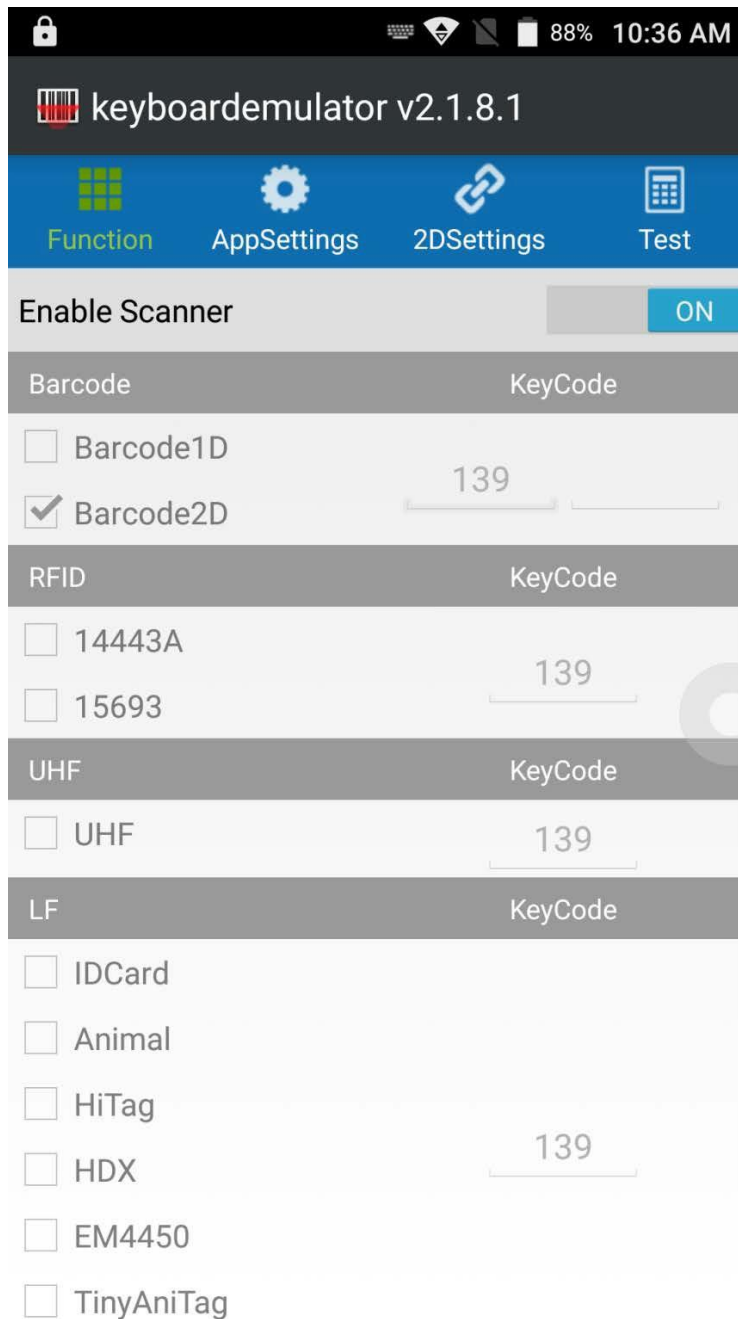 88% 10:36 AM
keyboardemulator v2.1.8.1
Function AppSettings 2DSettings Test
Enable Scanner ON
Barcode KeyCode
Barcode1D
139
Barcode2D
RFID KeyCode
14443A
139
15693
UHF KeyCode
UHF 139
LF KeyCode
IDCard
Animal
HiTag
139
HDX
EM4450
TinyAniTag